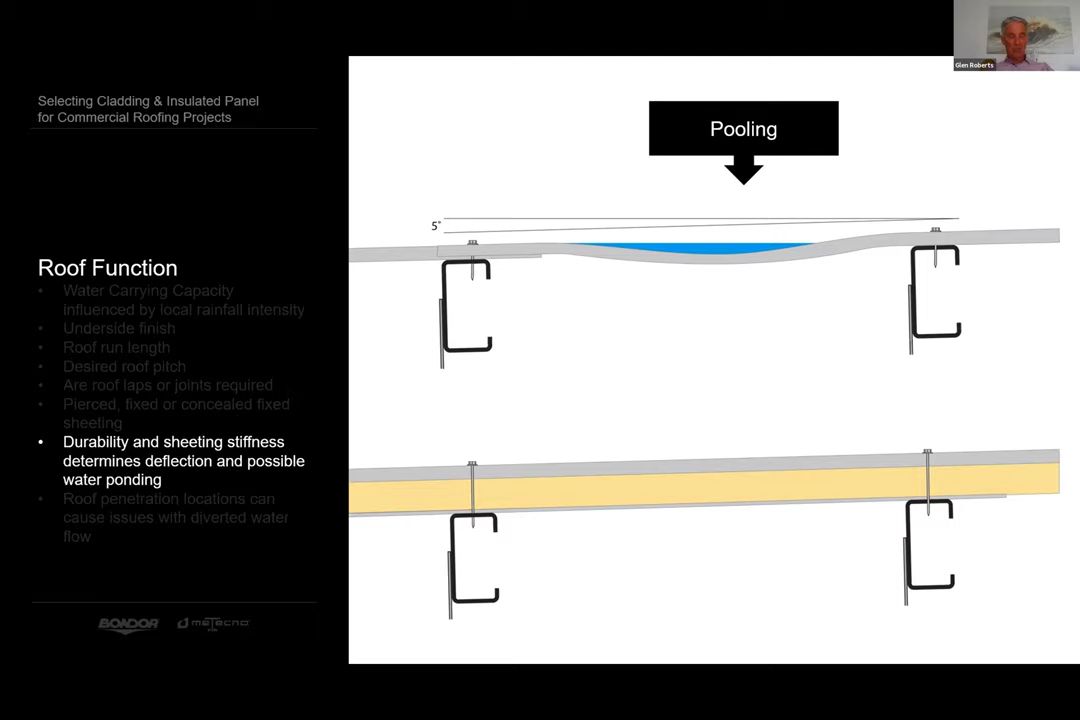 Selecting Cladding & Insulated Panel
for Commercial Roofing Projects
Roof Function
• Water Carrying Capacity
influenced by local rainfall intensity
• Underside finish
• Roof run length
• Desired roof pitch
• Are roof laps or joints required
• Pierced, fixed or concealed fixed
sheeting
• Durability and sheeting stiffness
determines deflection and possible
water ponding
• Roof penetration locations can
cause issues with diverted water
flow
BONDOR
METECNO
Pooling
5°
Glen Roberts